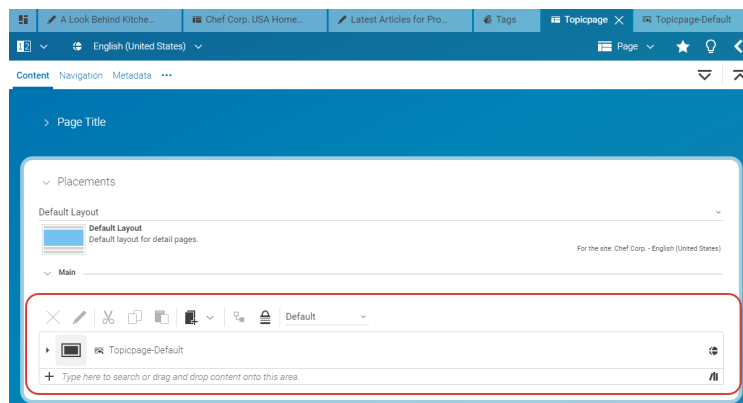 A Look Behind Kitche...
Chef Corp. USA Home...
Latest Articles for Pro...
Tags
Topicpage
Topicpage-Default
12
English (United States)
Page
Content Navigation Metadata
Page Title
Placements
Default Layout
Default Layout
Default layout for detail pages.
For the site: Chef Corp. - English (United States)
Main
Default
Topicpage-Default
Type here to search or drag and drop content onto this area.